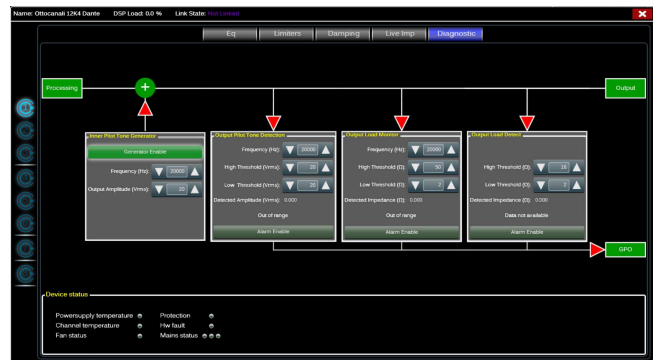 Name: Ottocanali 12K4 Dante DSP Load: 0.0 % Link State: Not Linked
Eq Limiters Damping Live Imp Diagnostic
Processing
Output
Inner Pilot Tone Generator
Generator Enable
Frequency (Hz): 20000
Output Amplitude (Vrms): 20
Output Pilot Tone Detection
Frequency (Hz): 20000
High Threshold (Vrms): 20
Low Threshold (Vrms): 20
Detected Amplitude (Vrms): 0.000
Out of range
Alarm Enable
Output Load Monitor
Frequency (Hz): 20000
High Threshold (Ω): 50
Low Threshold (Ω): 2
Detected Impedance (Ω): 0.000
Out of range
Alarm Enable
Output Load Detect
High Threshold (Ω): 16
Low Threshold (Ω): 2
Detected Impedance (Ω): 0.000
Data not available
Alarm Enable
GPO
Device status
Powersupply temperature Protection
Channel temperature Hw fault
Fan status Mains status